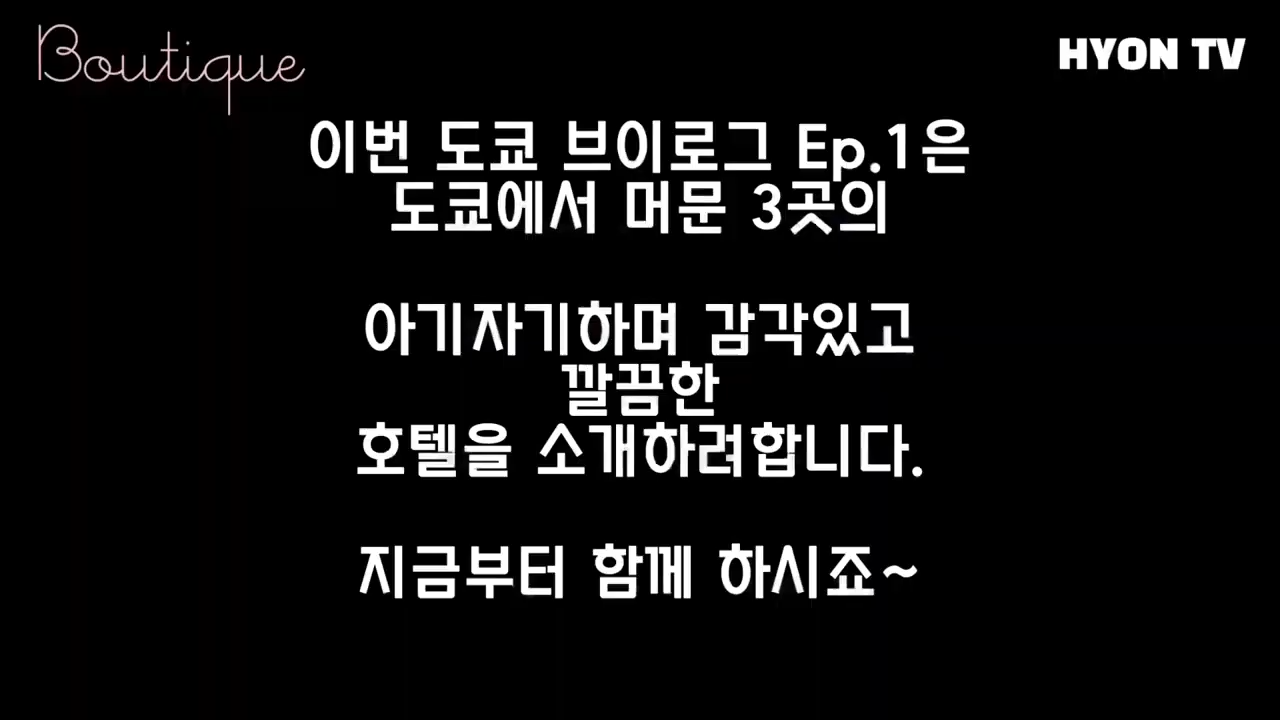 Boutique
HYON TV
이번 도쿄 브이로그 Ep.1은
도쿄에서 머문 3곳의
아기자기하며 감각있고
깔끔한
호텔을 소개하려합니다.
지금부터 함께 하시죠~